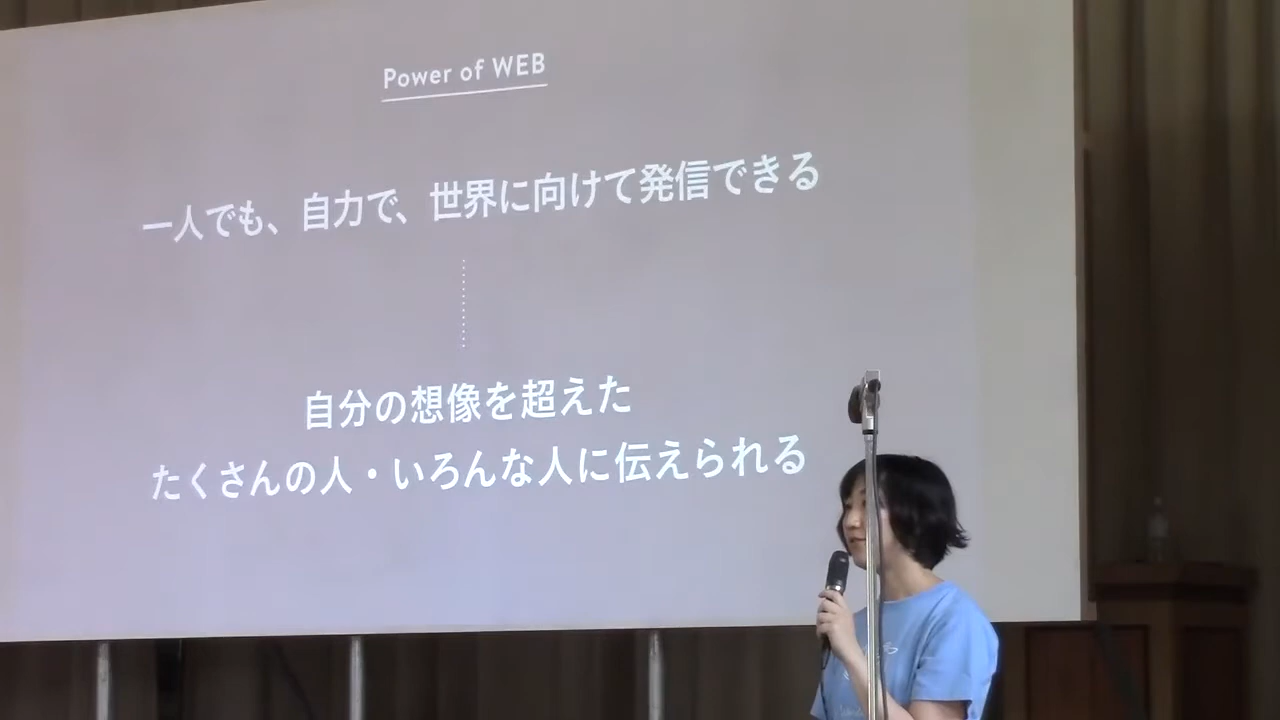 Power of WEB
一人でも、自力で、世界に向けて発信できる
自分の想像を超えた
たくさんの人・いろんな人に伝えられる